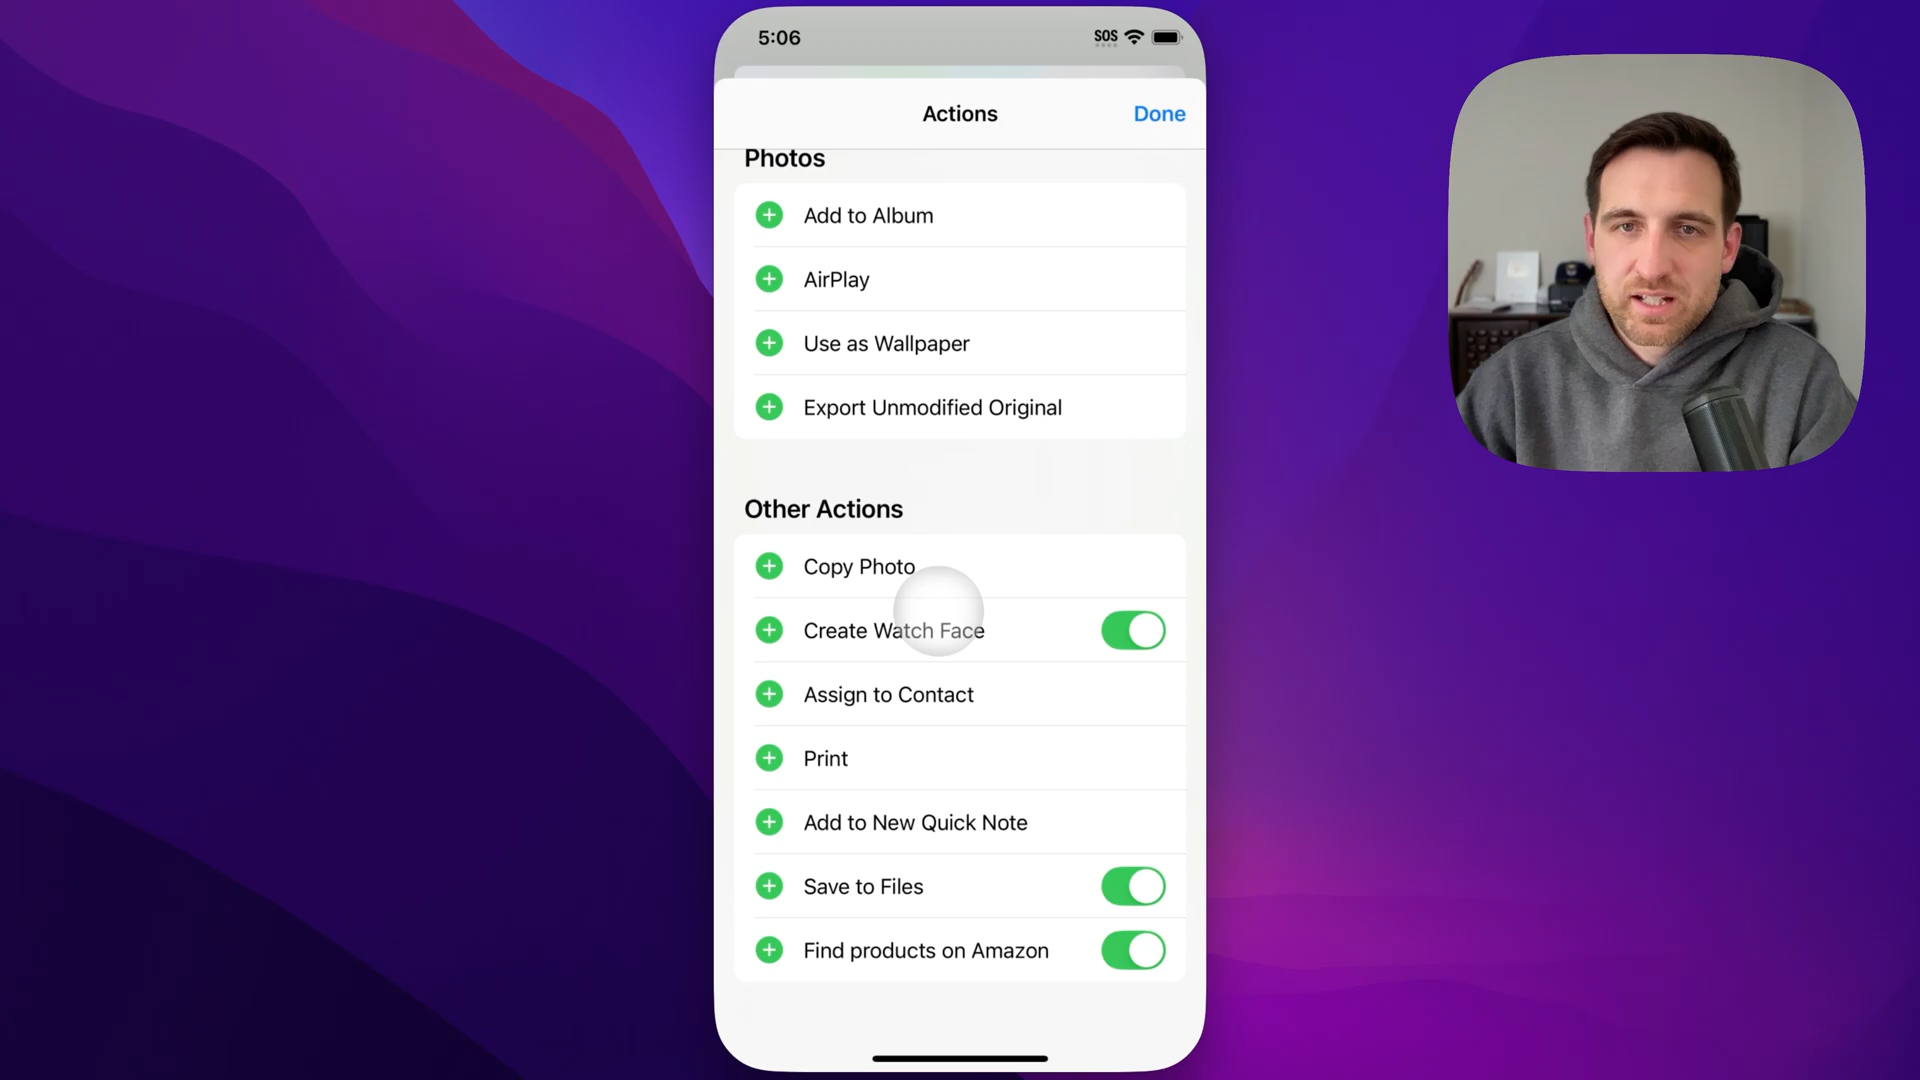 5:06
SOS
Actions
Done
Photos
Add to Album
AirPlay
Use as Wallpaper
Export Unmodified Original
Other Actions
Copy Photo
Create Watch Face
Assign to Contact
Print
Add to New Quick Note
Save to Files
Find products on Amazon